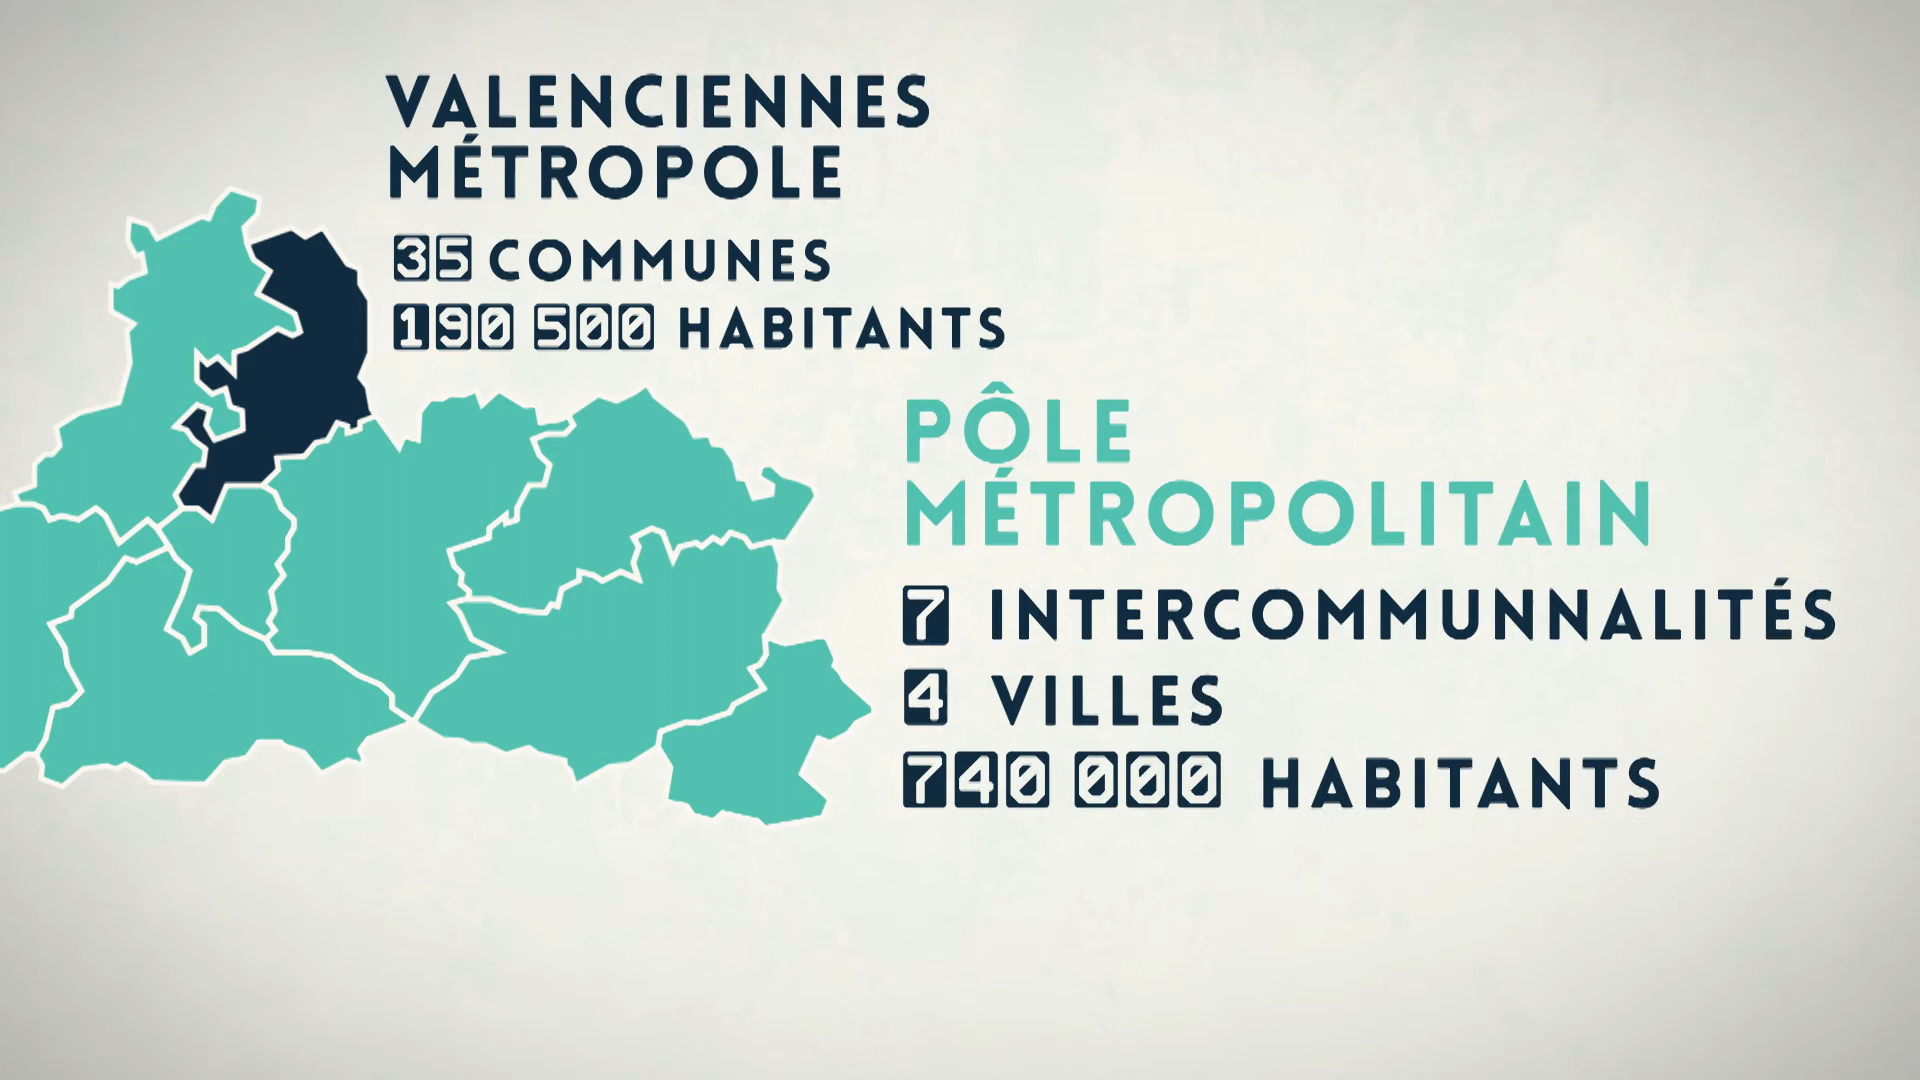 VALENCIENNES
MÉTROPOLE
35 COMMUNES
190 500 HABITANTS
PÔLE
MÉTROPOLITAIN
7 INTERCOMMUNNALITÉS
4 VILLES
740 000 HABITANTS